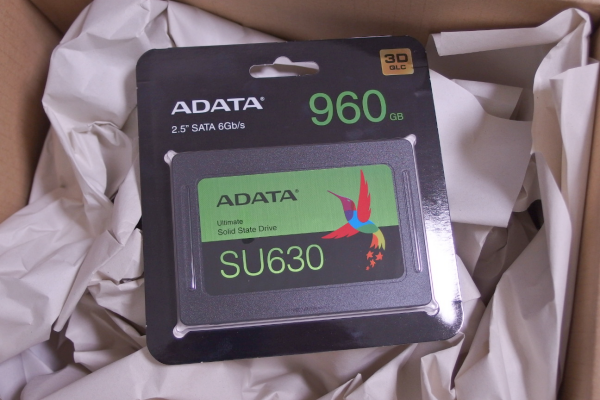 3D
QLC
ADATA®
960 GB
2.5" SATA 6Gb/s
ADATA®
Ultimate
Solid State Drive
SU630